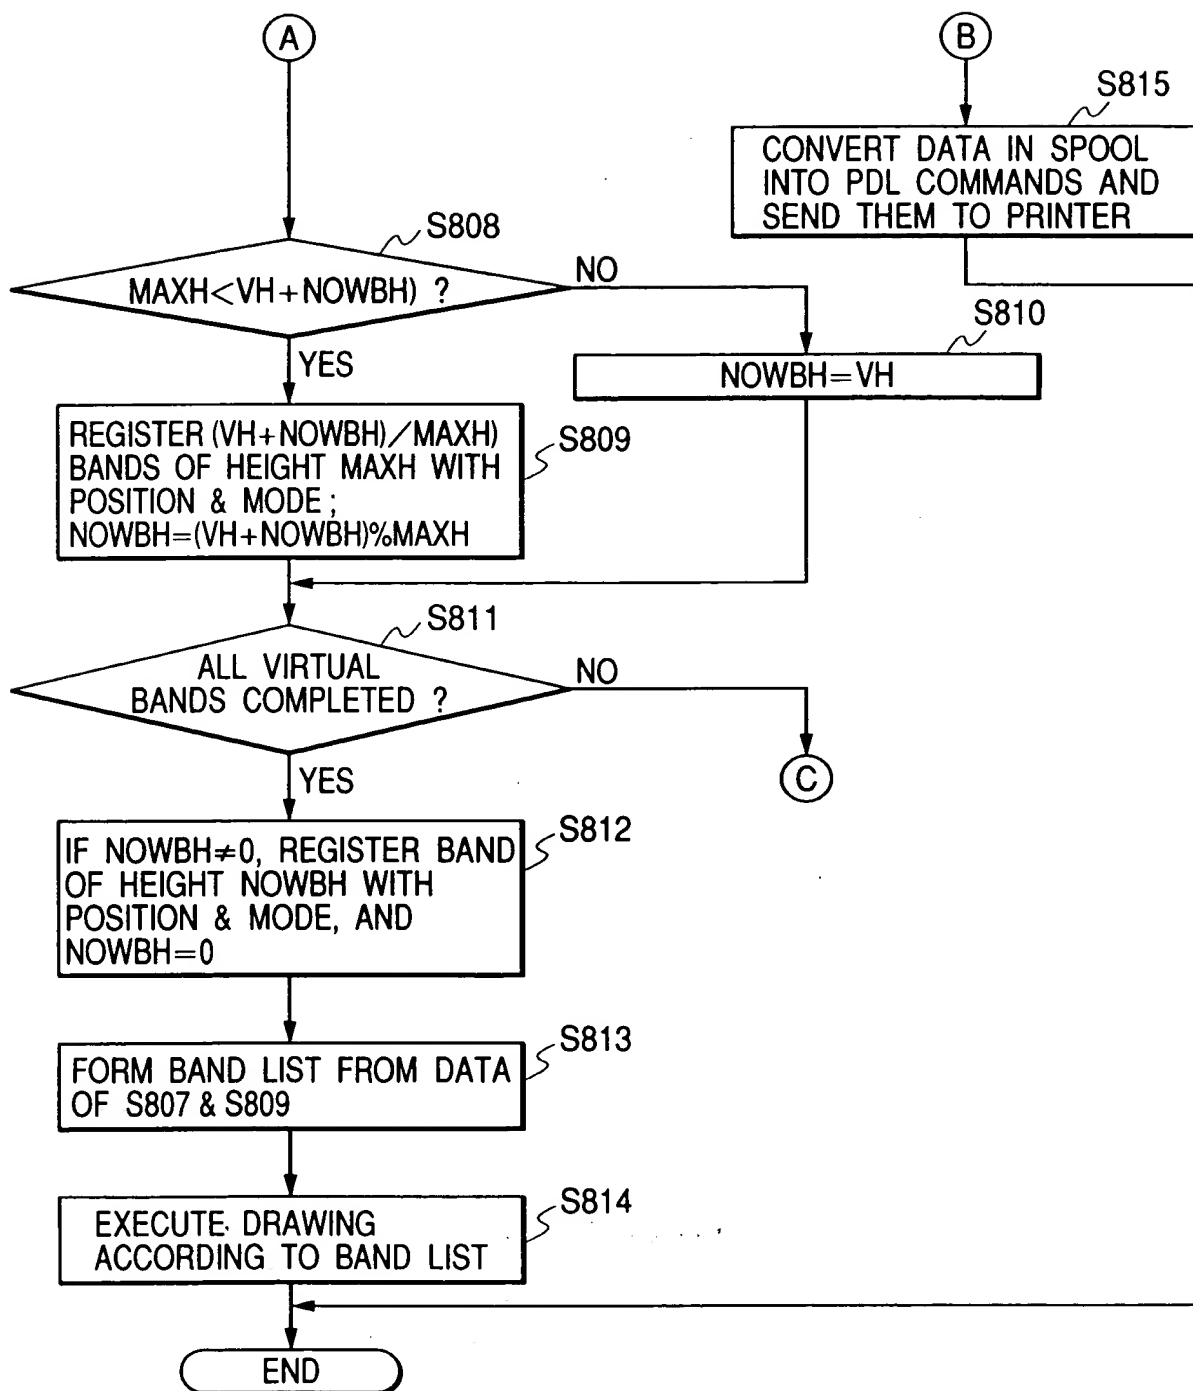 A
B
S815
CONVERT DATA IN SPOOL
INTO PDL COMMANDS AND
SEND THEM TO PRINTER
S808
MAXH<VH+NOWBH) ?
NO
YES
S810
NOWBH=VH
REGISTER (VH+NOWBH)/MAXH)
BANDS OF HEIGHT MAXH WITH
POSITION & MODE;
NOWBH=(VH+NOWBH)%MAXH
S809
S811
ALL VIRTUAL
BANDS COMPLETED ?
NO
C
YES
S812
IF NOWBH≠0, REGISTER BAND
OF HEIGHT NOWBH WITH
POSITION & MODE, AND
NOWBH=0
S813
FORM BAND LIST FROM DATA
OF S807 & S809
S814
EXECUTE DRAWING
ACCORDING TO BAND LIST
END